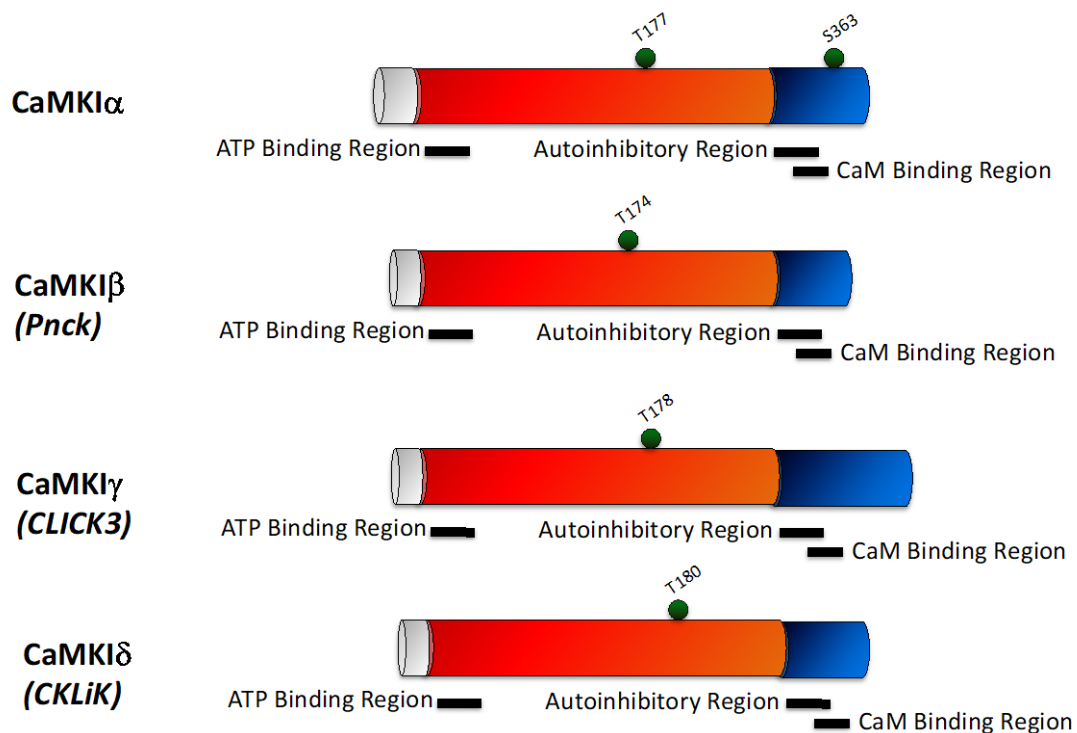 T177
S363
CaMKIα
ATP Binding Region
Autoinhibitory Region
CaM Binding Region
T174
CaMKIβ
(Pnck)
ATP Binding Region
Autoinhibitory Region
CaM Binding Region
T178
CaMKIγ
(CLICK3)
ATP Binding Region
Autoinhibitory Region
CaM Binding Region
T180
CaMKIδ
(CKLiK)
ATP Binding Region
Autoinhibitory Region
CaM Binding Region